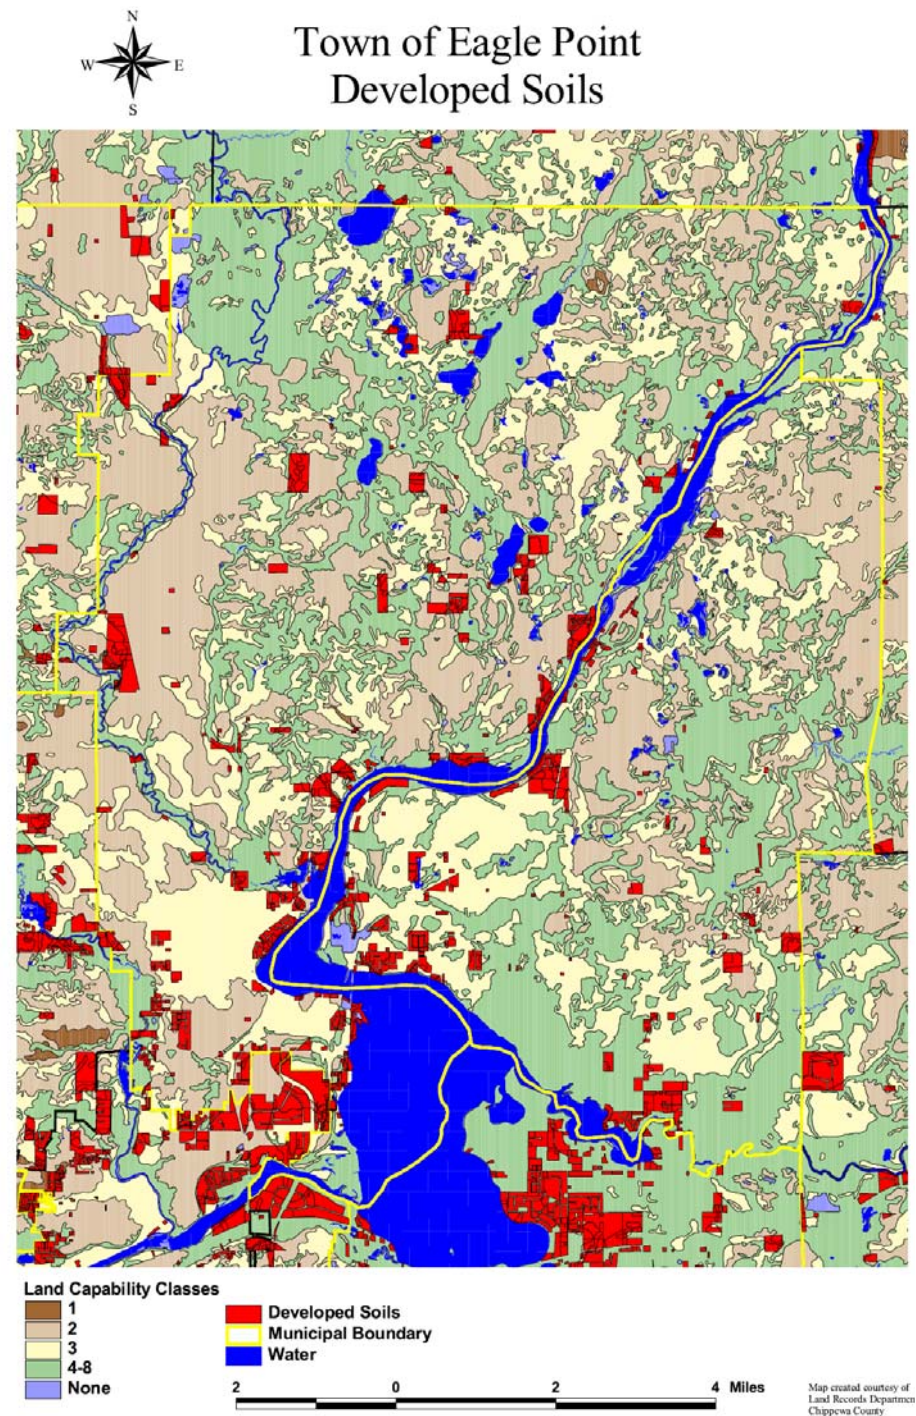 N
Town of Eagle Point
W E
Developed Soils
S
Land Capability Classes
1
2
3
4-8
None
Developed Soils
Municipal Boundary
Water
2 0 2 4 Miles
Map created courtesy of
Land Records Departmen
Chippewa County